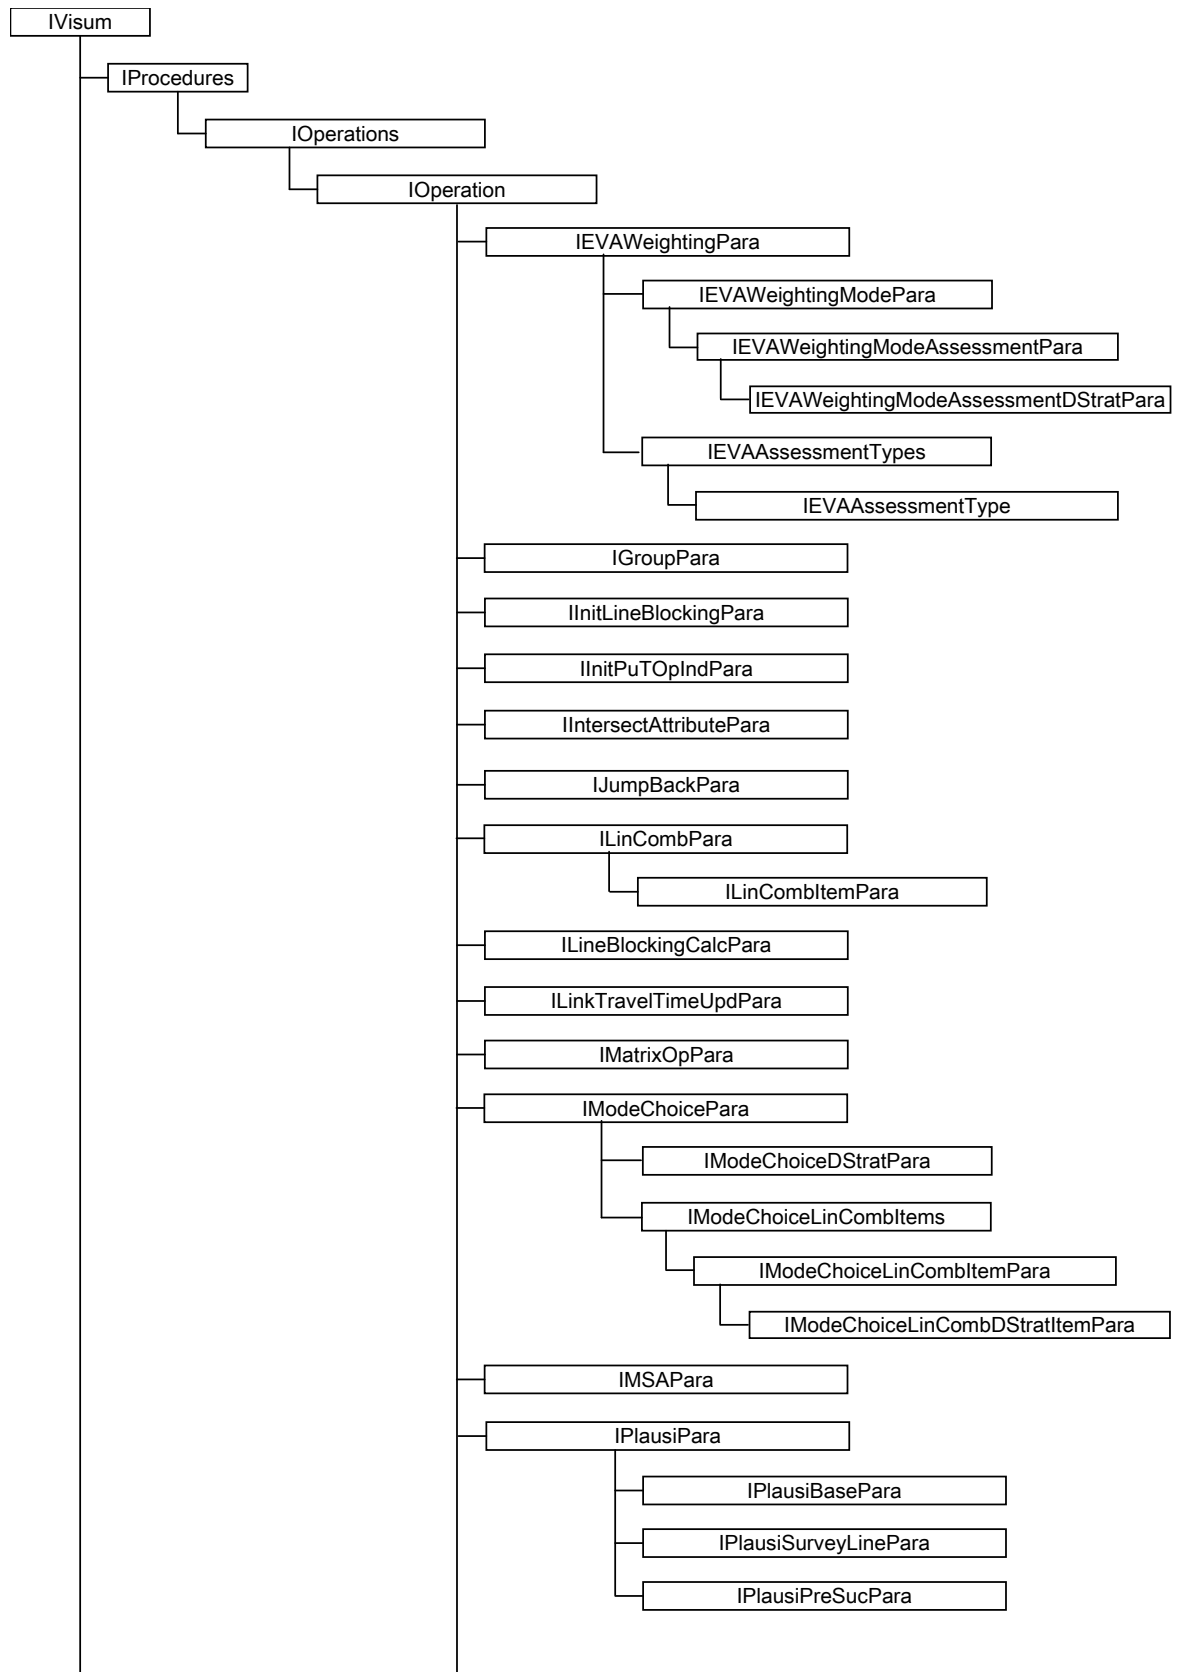 IVisum
IProcedures
IOperations
IOperation
IEVAWeightingPara
IEVAWeightingModePara
IEVAWeightingModeAssessmentPara
IEVAWeightingModeAssessmentDStratPara
IEVAAssessmentTypes
IEVAAssessmentType
IGroupPara
IInitLineBlockingPara
IInitPuTOpIndPara
IIntersectAttributePara
IJumpBackPara
ILinCombPara
ILinCombItemPara
ILineBlockingCalcPara
ILinkTravelTimeUpdPara
IMatrixOpPara
IModeChoicePara
IModeChoiceDStratPara
IModeChoiceLinCombItems
IModeChoiceLinCombItemPara
IModeChoiceLinCombDStratItemPara
IMSAPara
IPlausiPara
IPlausiBasePara
IPlausiSurveyLinePara
IPlausiPreSucPara